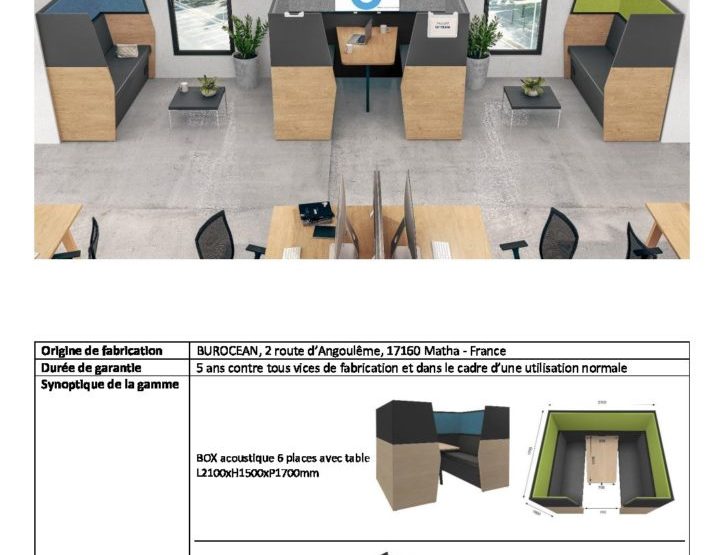 Origine de fabrication
BUROCEAN, 2 route d’Angoulême, 17160 Matha - France
Durée de garantie
5 ans contre tous vices de fabrication et dans le cadre d’une utilisation normale
Synoptique de la gamme
BOX acoustique 6 places avec table
L2100xH1500xP1700mm